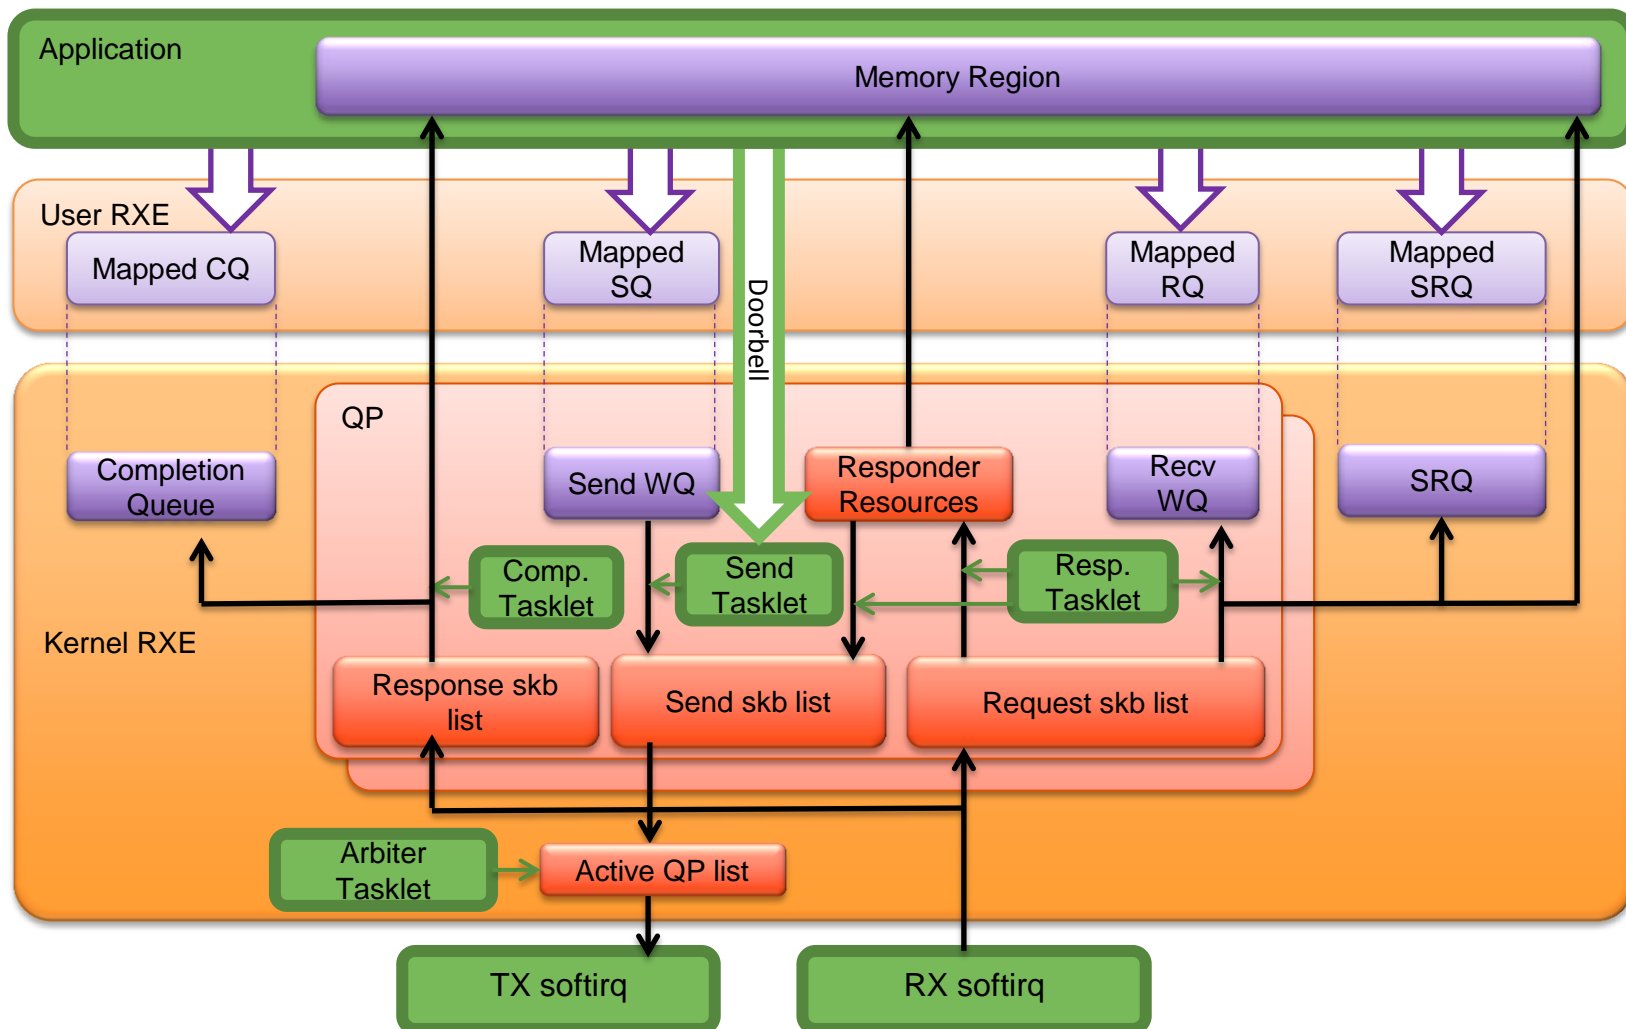 Application
Memory Region
User RXE
Mapped CQ
Mapped
SQ
Doorbell
Mapped
RQ
Mapped
SRQ
QP
Completion
Queue
Send WQ
Responder
Resources
Recv
WQ
SRQ
Comp.
Tasklet
Send
Tasklet
Resp.
Tasklet
Kernel RXE
Response skb
list
Send skb list
Request skb list
Arbiter
Tasklet
Active QP list
TX softirq
RX softirq